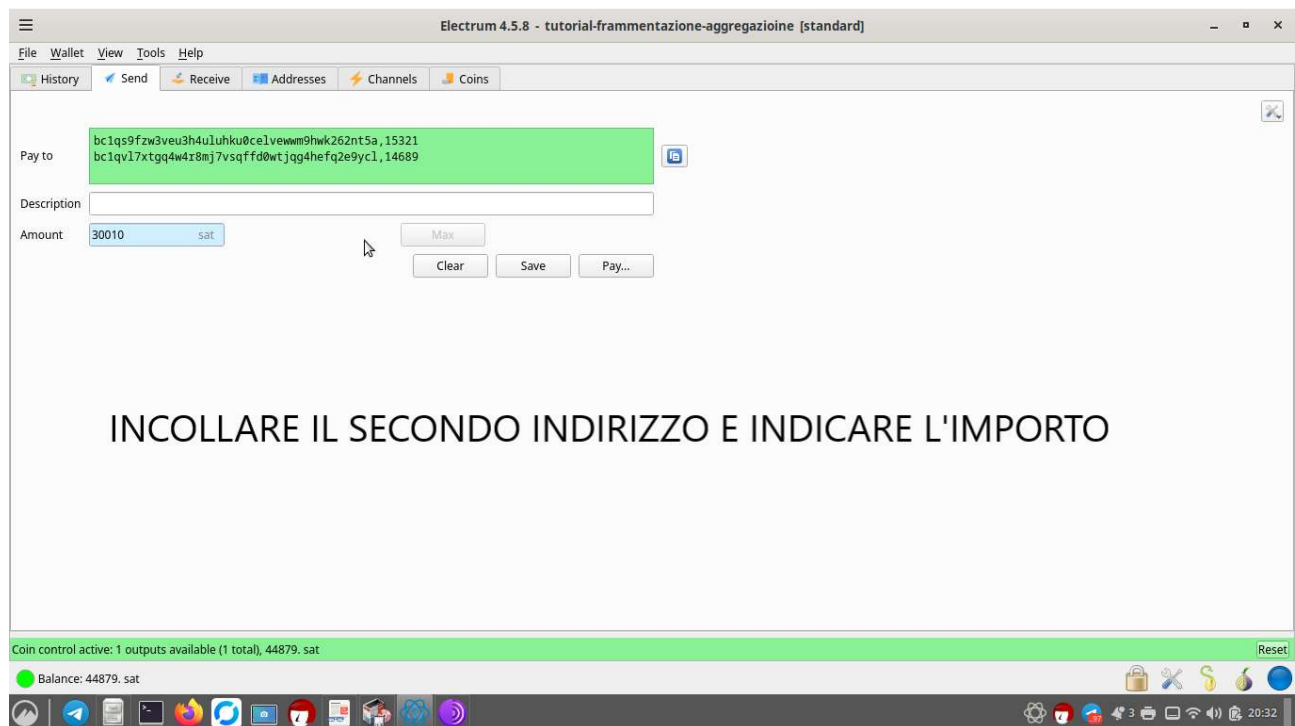 Electrum 4.5.8 - tutorial-frammentazione-aggregazioine [standard]
File Wallet View Tools Help
History Send Receive Addresses Channels Coins
Pay to
bc1qs9fzw3veu3h4uluhku0celvewwm9hwk262nt5a,15321
bc1qvl7xtgq4w4r8mj7vsqffd0wtjqg4hefq2e9ycl,14689
Description
Amount 30010 sat Max
Clear Save Pay...
INCOLLARE IL SECONDO INDIRIZZO E INDICARE L'IMPORTO
Coin control active: 1 outputs available (1 total), 44879. sat Reset
Balance: 44879. sat
3 20:32